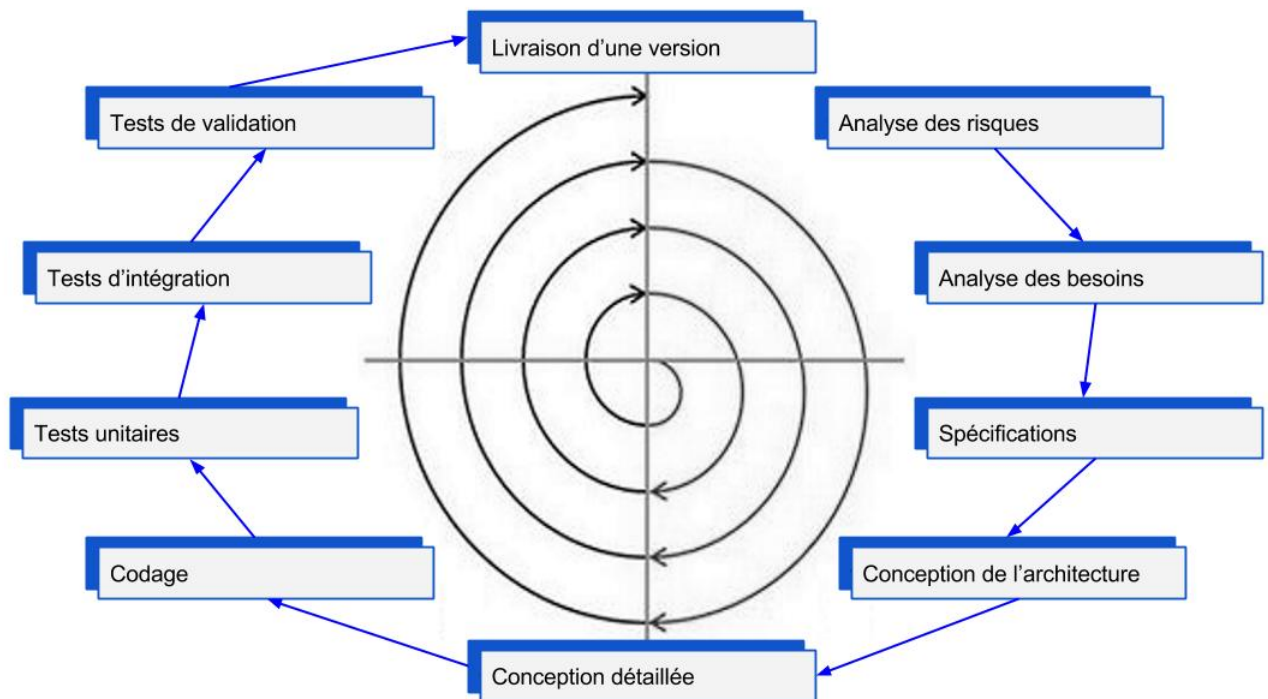 Livraison d’une version
Tests de validation
Analyse des risques
Tests d’intégration
Analyse des besoins
Tests unitaires
Spécifications
Codage
Conception de l’architecture
Conception détaillée